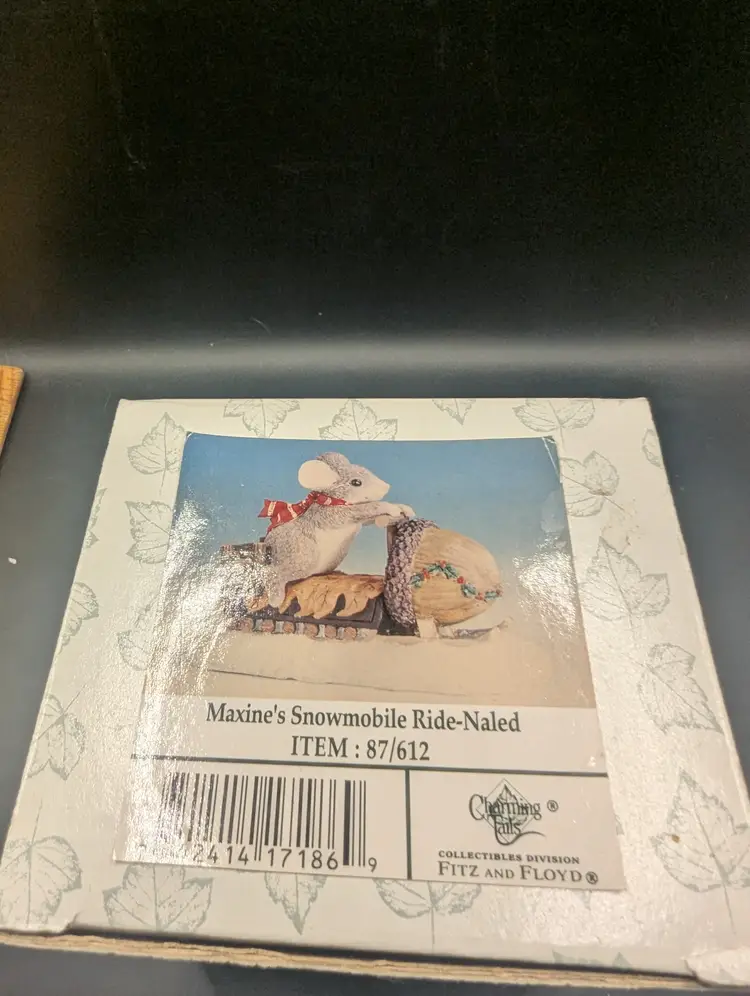 Maxine's Snowmobile Ride-Naled
ITEM : 87/612
2414 17186 9
Charming Tails ®
COLLECTIBLES DIVISION
FITZ AND FLOYD®